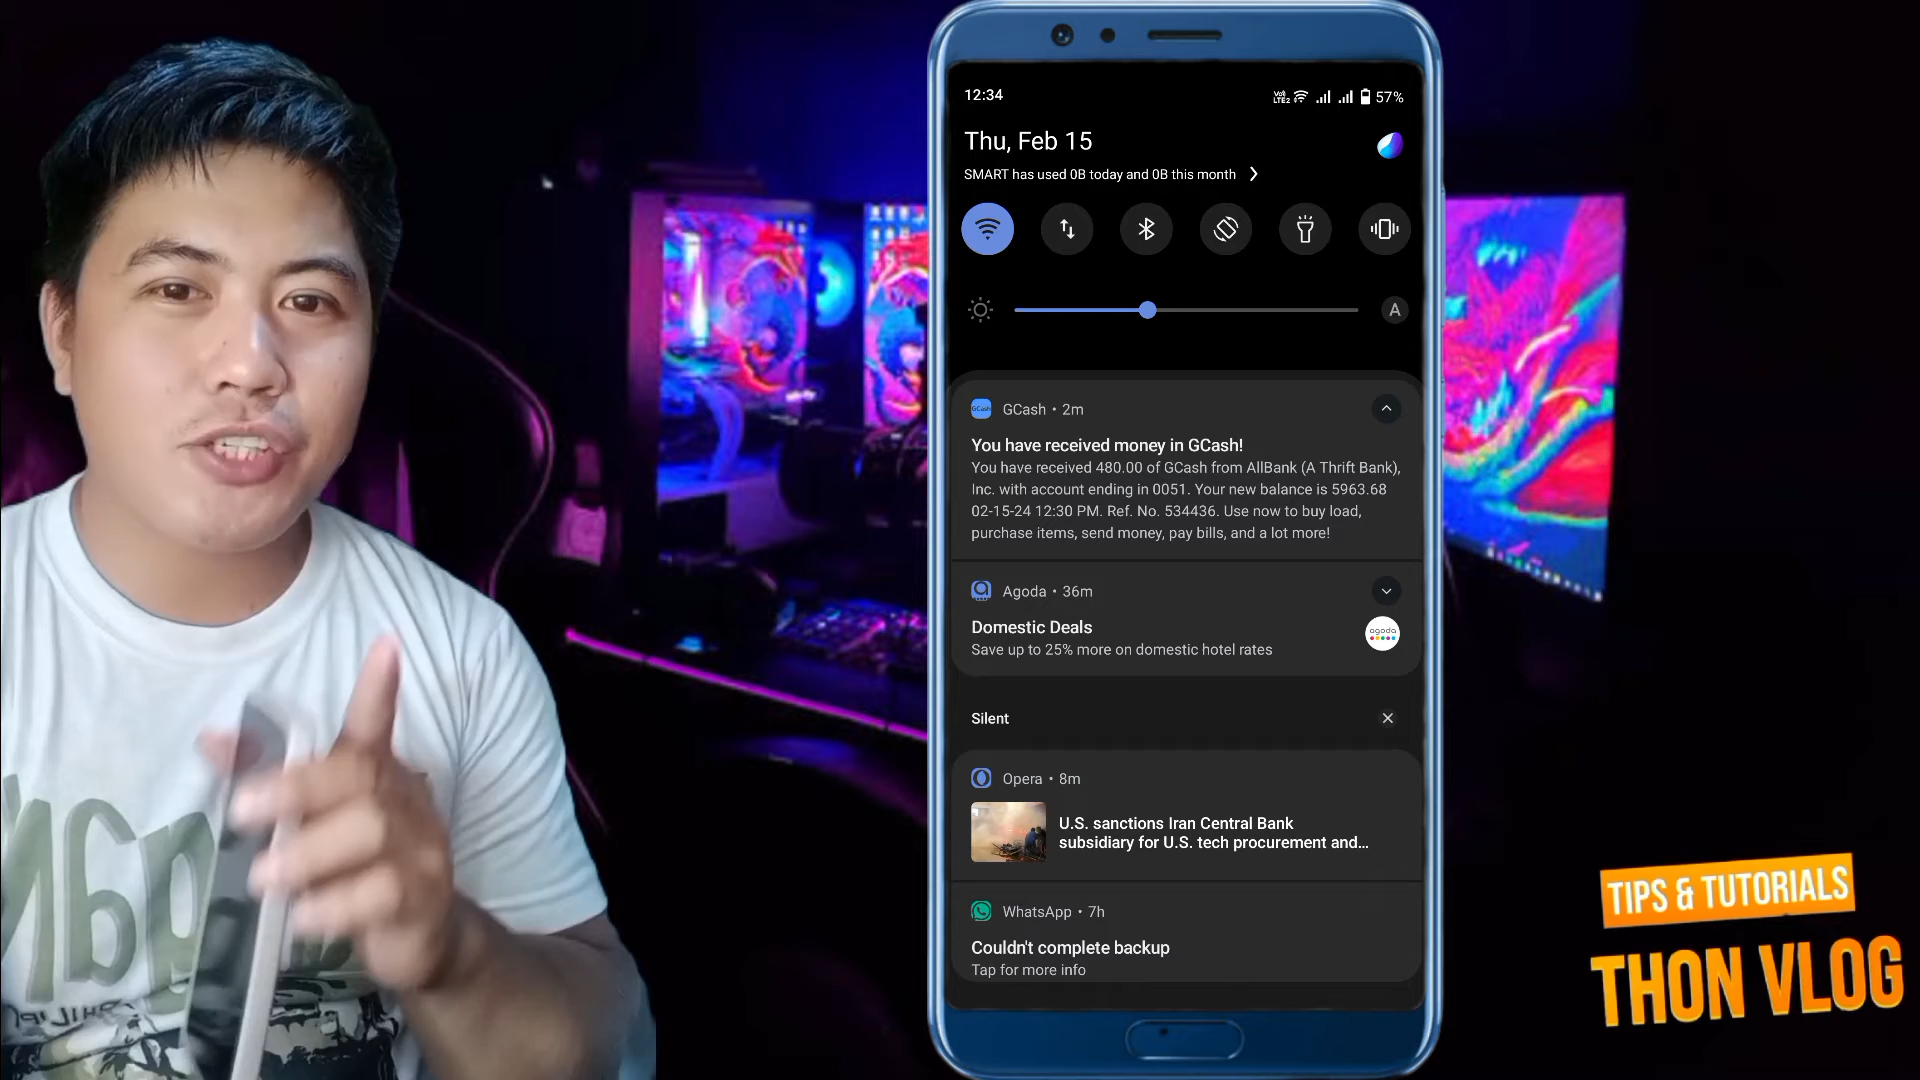 12:34
Vo) LTE2 57%
Thu, Feb 15
SMART has used 0B today and 0B this month
A
GCash • 2m
You have received money in GCash!
You have received 480.00 of GCash from AllBank (A Thrift Bank),
Inc. with account ending in 0051. Your new balance is 5963.68
02-15-24 12:30 PM. Ref. No. 534436. Use now to buy load,
purchase items, send money, pay bills, and a lot more!
Agoda • 36m
Domestic Deals
Save up to 25% more on domestic hotel rates
agoda
Silent
Opera • 8m
U.S. sanctions Iran Central Bank
subsidiary for U.S. tech procurement and...
WhatsApp • 7h
Couldn't complete backup
Tap for more info
TIPS & TUTORIALS
THON VLOG